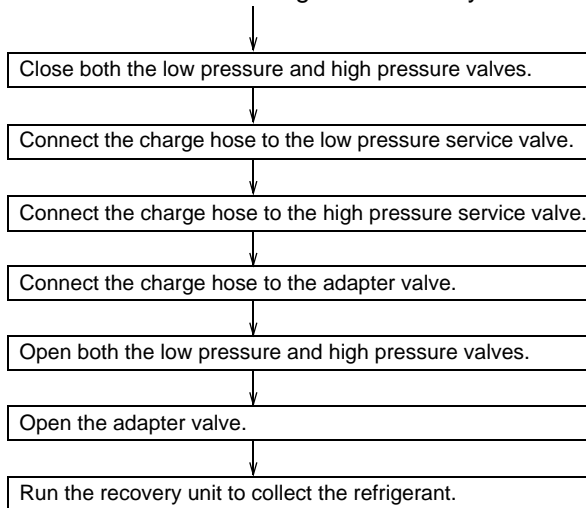 Close both the low pressure and high pressure valves.
Connect the charge hose to the low pressure service valve.
Connect the charge hose to the high pressure service valve.
Connect the charge hose to the adapter valve.
Open both the low pressure and high pressure valves.
Open the adapter valve.
Run the recovery unit to collect the refrigerant.